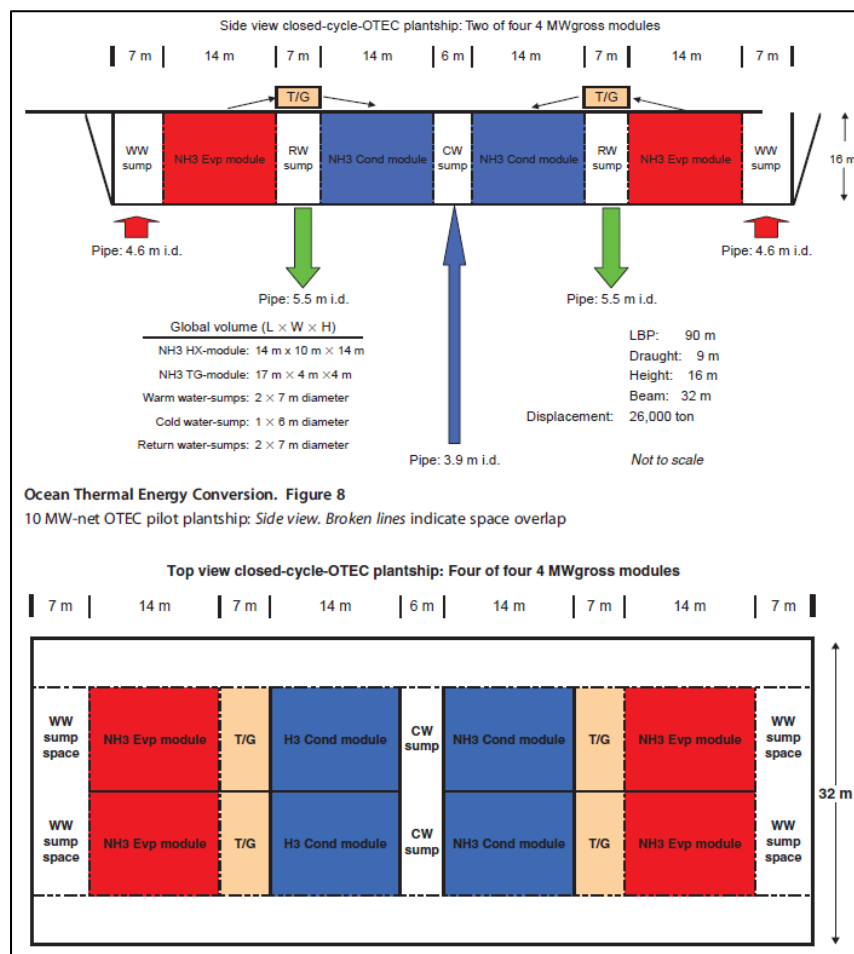 Side view closed-cycle-OTEC plantship: Two of four 4 MWgross modules
7 m 14 m 7 m 14 m 6 m 14 m 7 m 14 m 7 m
T/G T/G
WW sump NH3 Evp module RW sump NH3 Cond module CW sump NH3 Cond module RW sump NH3 Evp module WW sump
16 m
Pipe: 4.6 m i.d. Pipe: 4.6 m i.d.
Pipe: 5.5 m i.d. Pipe: 5.5 m i.d.
Global volume (L × W × H)
NH3 HX-module: 14 m x 10 m × 14 m
NH3 TG-module: 17 m × 4 m ×4 m
Warm water-sumps: 2 × 7 m diameter
Cold water-sump: 1 × 6 m diameter
Return water-sumps: 2 × 7 m diameter
LBP: 90 m
Draught: 9 m
Height: 16 m
Beam: 32 m
Displacement: 26,000 ton
Pipe: 3.9 m i.d.
Not to scale
Ocean Thermal Energy Conversion. Figure 8
10 MW-net OTEC pilot plantship: Side view. Broken lines indicate space overlap
Top view closed-cycle-OTEC plantship: Four of four 4 MWgross modules
7 m 14 m 7 m 14 m 6 m 14 m 7 m 14 m 7 m
WW sump space NH3 Evp module T/G H3 Cond module CW sump NH3 Cond module T/G NH3 Evp module WW sump space
32 m
WW sump space NH3 Evp module T/G H3 Cond module CW sump NH3 Cond module T/G NH3 Evp module WW sump space